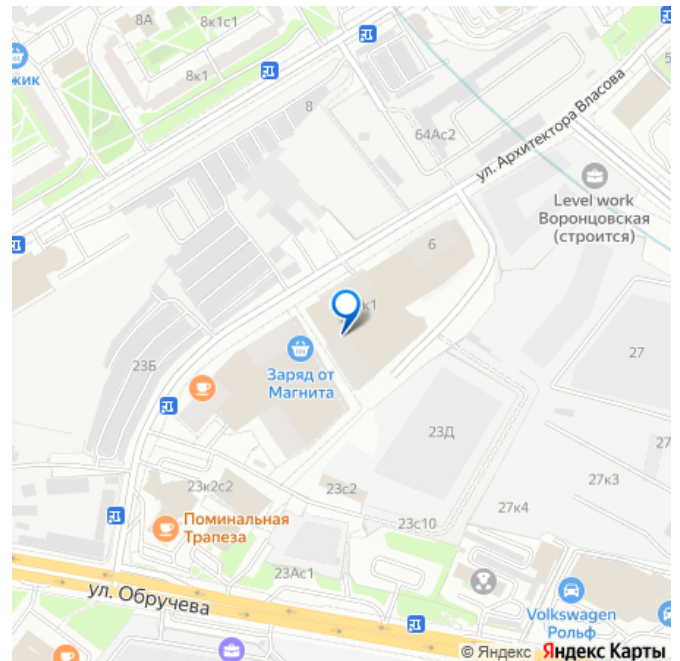 8А
8к1с1
жик
8к1
8
64Ас2
ул. Архитектора Власова
Level work
Воронцовская
(строится)
6
к1
23Б
Заряд от
Магнита
27
23Д
27
23к2с2
23с2
27к3
27к4
Поминальная
Трапеза
23с10
23Ас1
ул. Обручева
Volkswagen
Рольф
© Яндекс Яндекс Карты